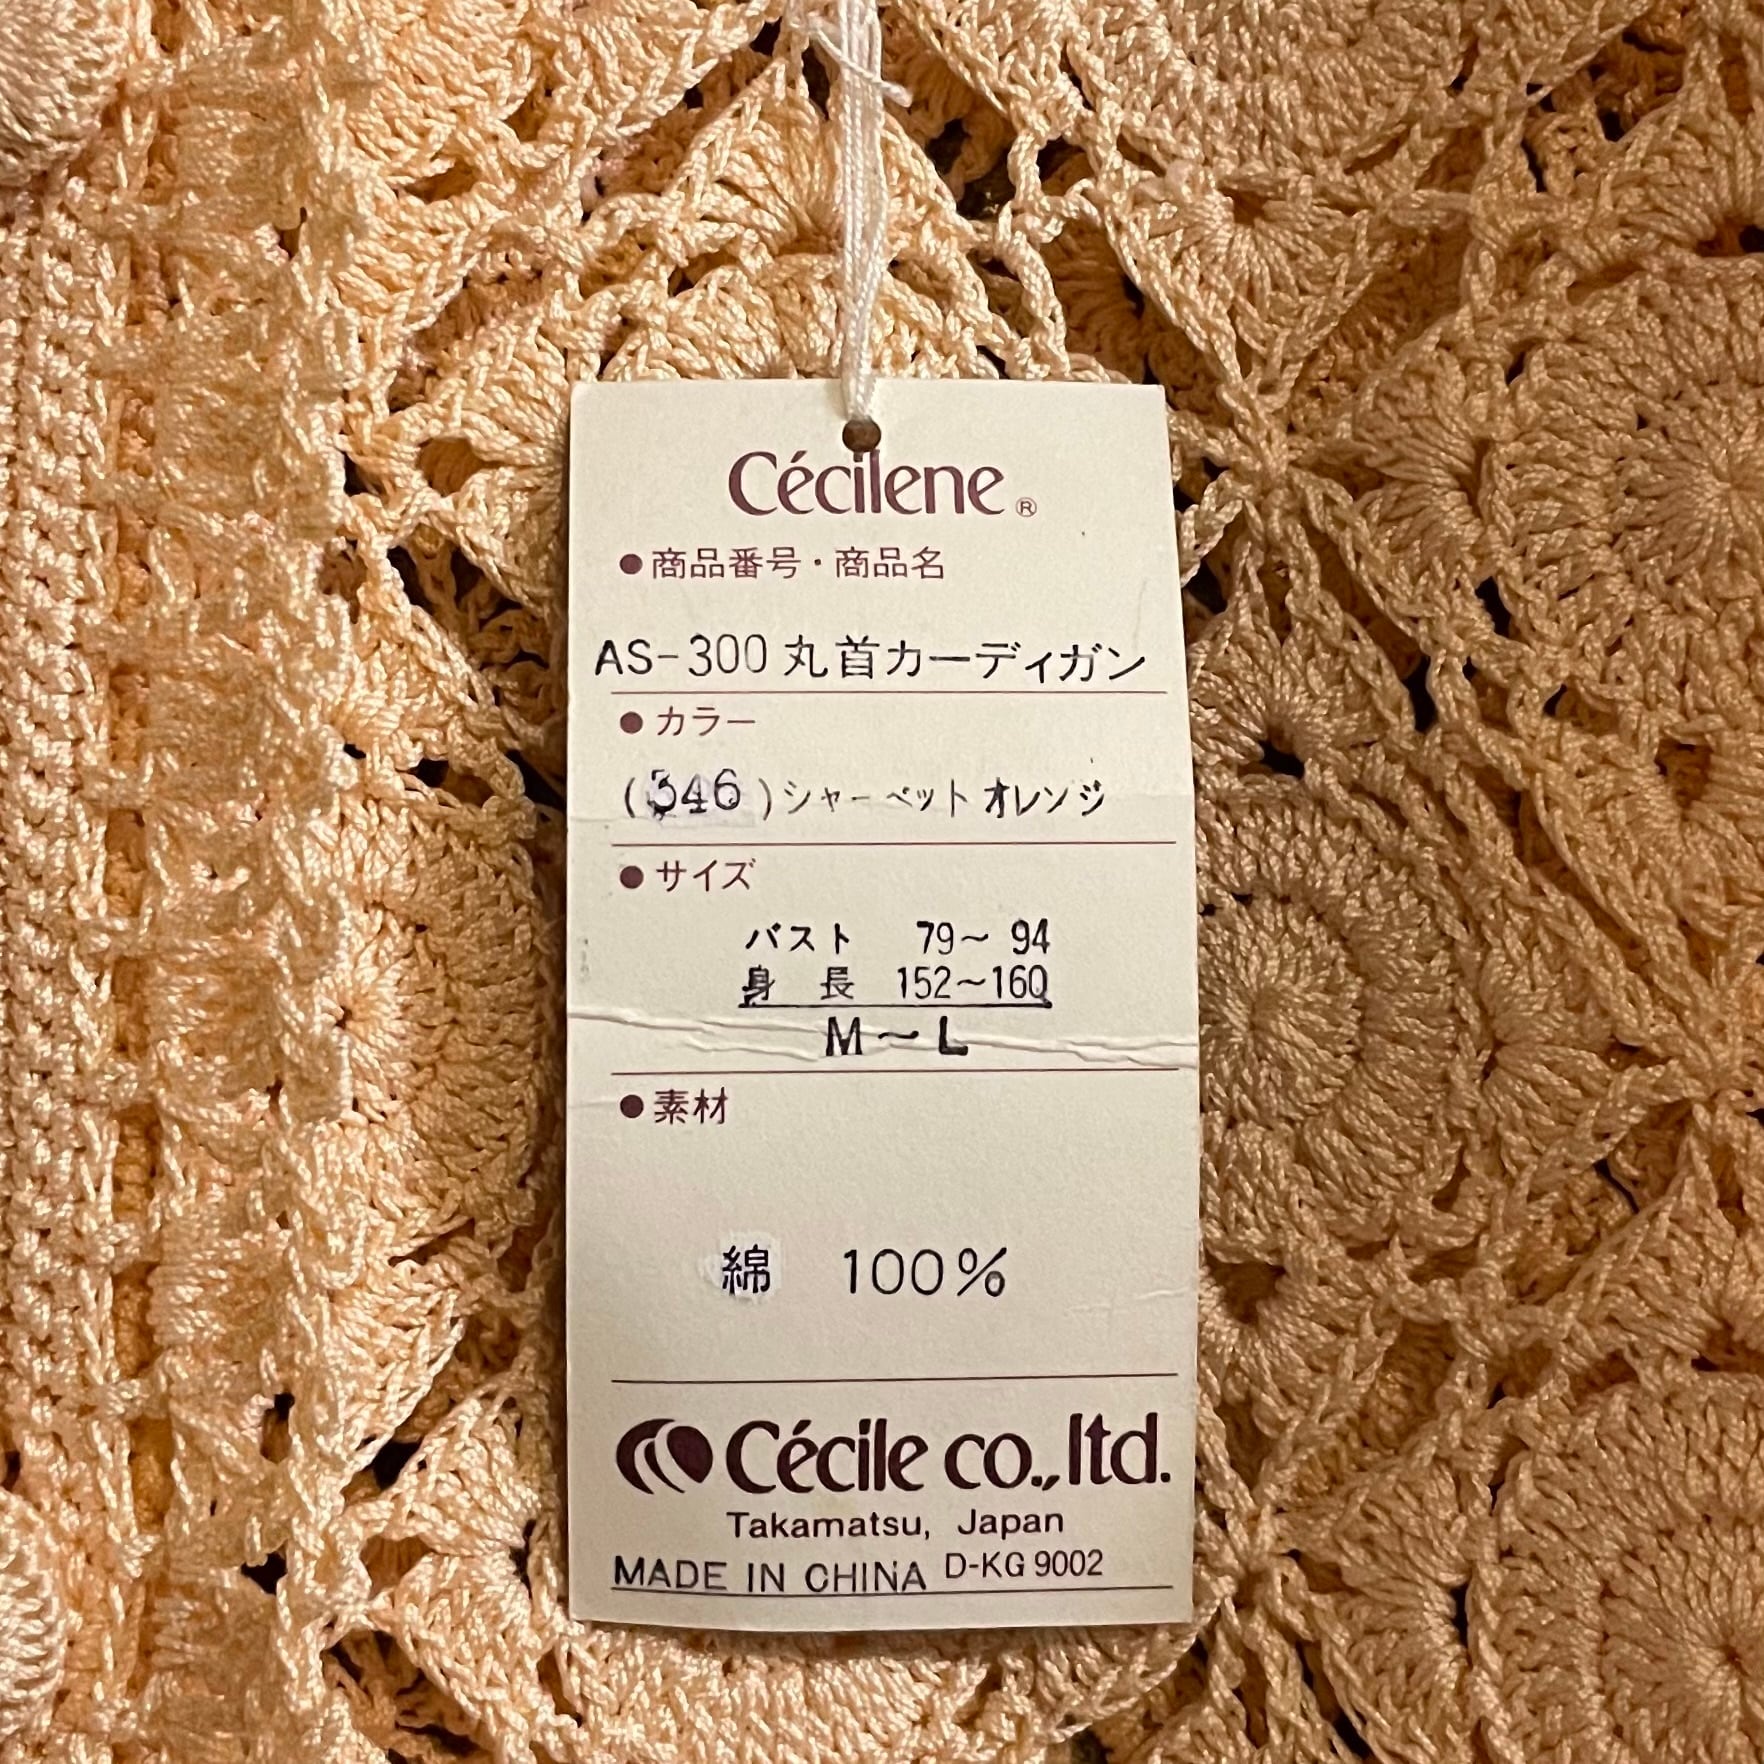 Cécilene®
●商品番号・商品名
AS-300 丸首カーディガン
●カラー
(346)シャーベットオレンジ
●サイズ
バスト 79～94
身 長 152～160
M～L
●素材
綿 100%
Cécile co.,ltd.
Takamatsu, Japan
MADE IN CHINA D-KG 9002